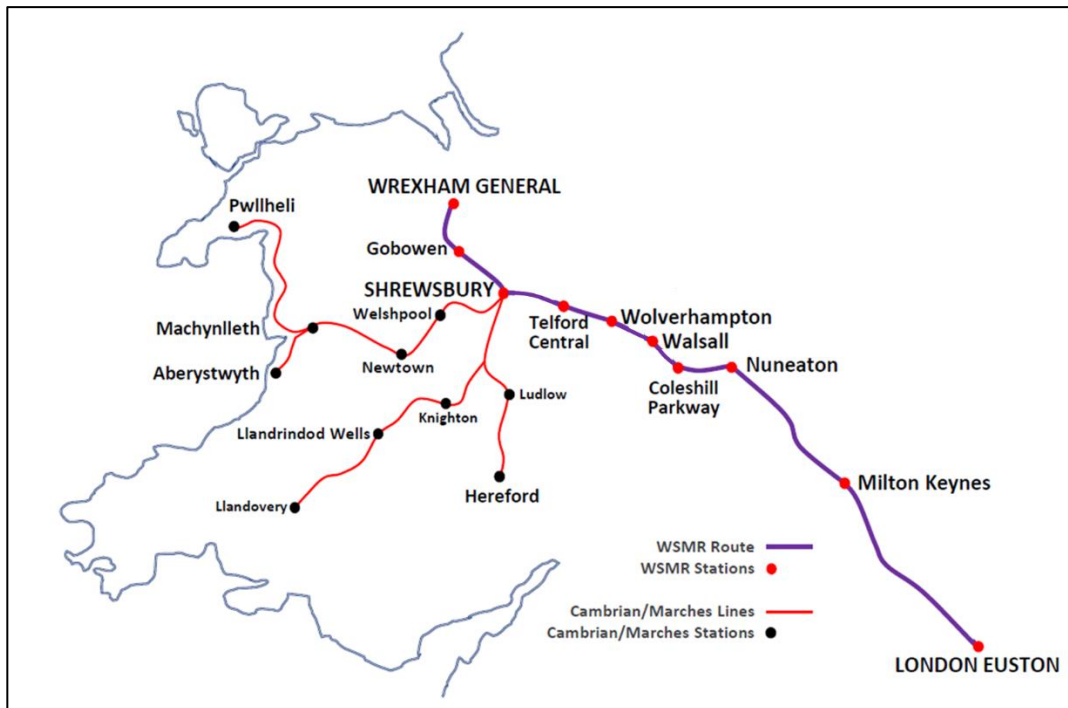 WREXHAM GENERAL
Pwllheli
Gobowen
SHREWSBURY
Welshpool
Machynlleth
Telford
Central
Wolverhampton
Walsall
Newtown
Aberystwyth
Nuneaton
Coleshill
Parkway
Ludlow
Knighton
Llandrindod Wells
Hereford
Milton Keynes
Llandovery
WSMR Route
WSMR Stations
Cambrian/Marches Lines
Cambrian/Marches Stations
LONDON EUSTON